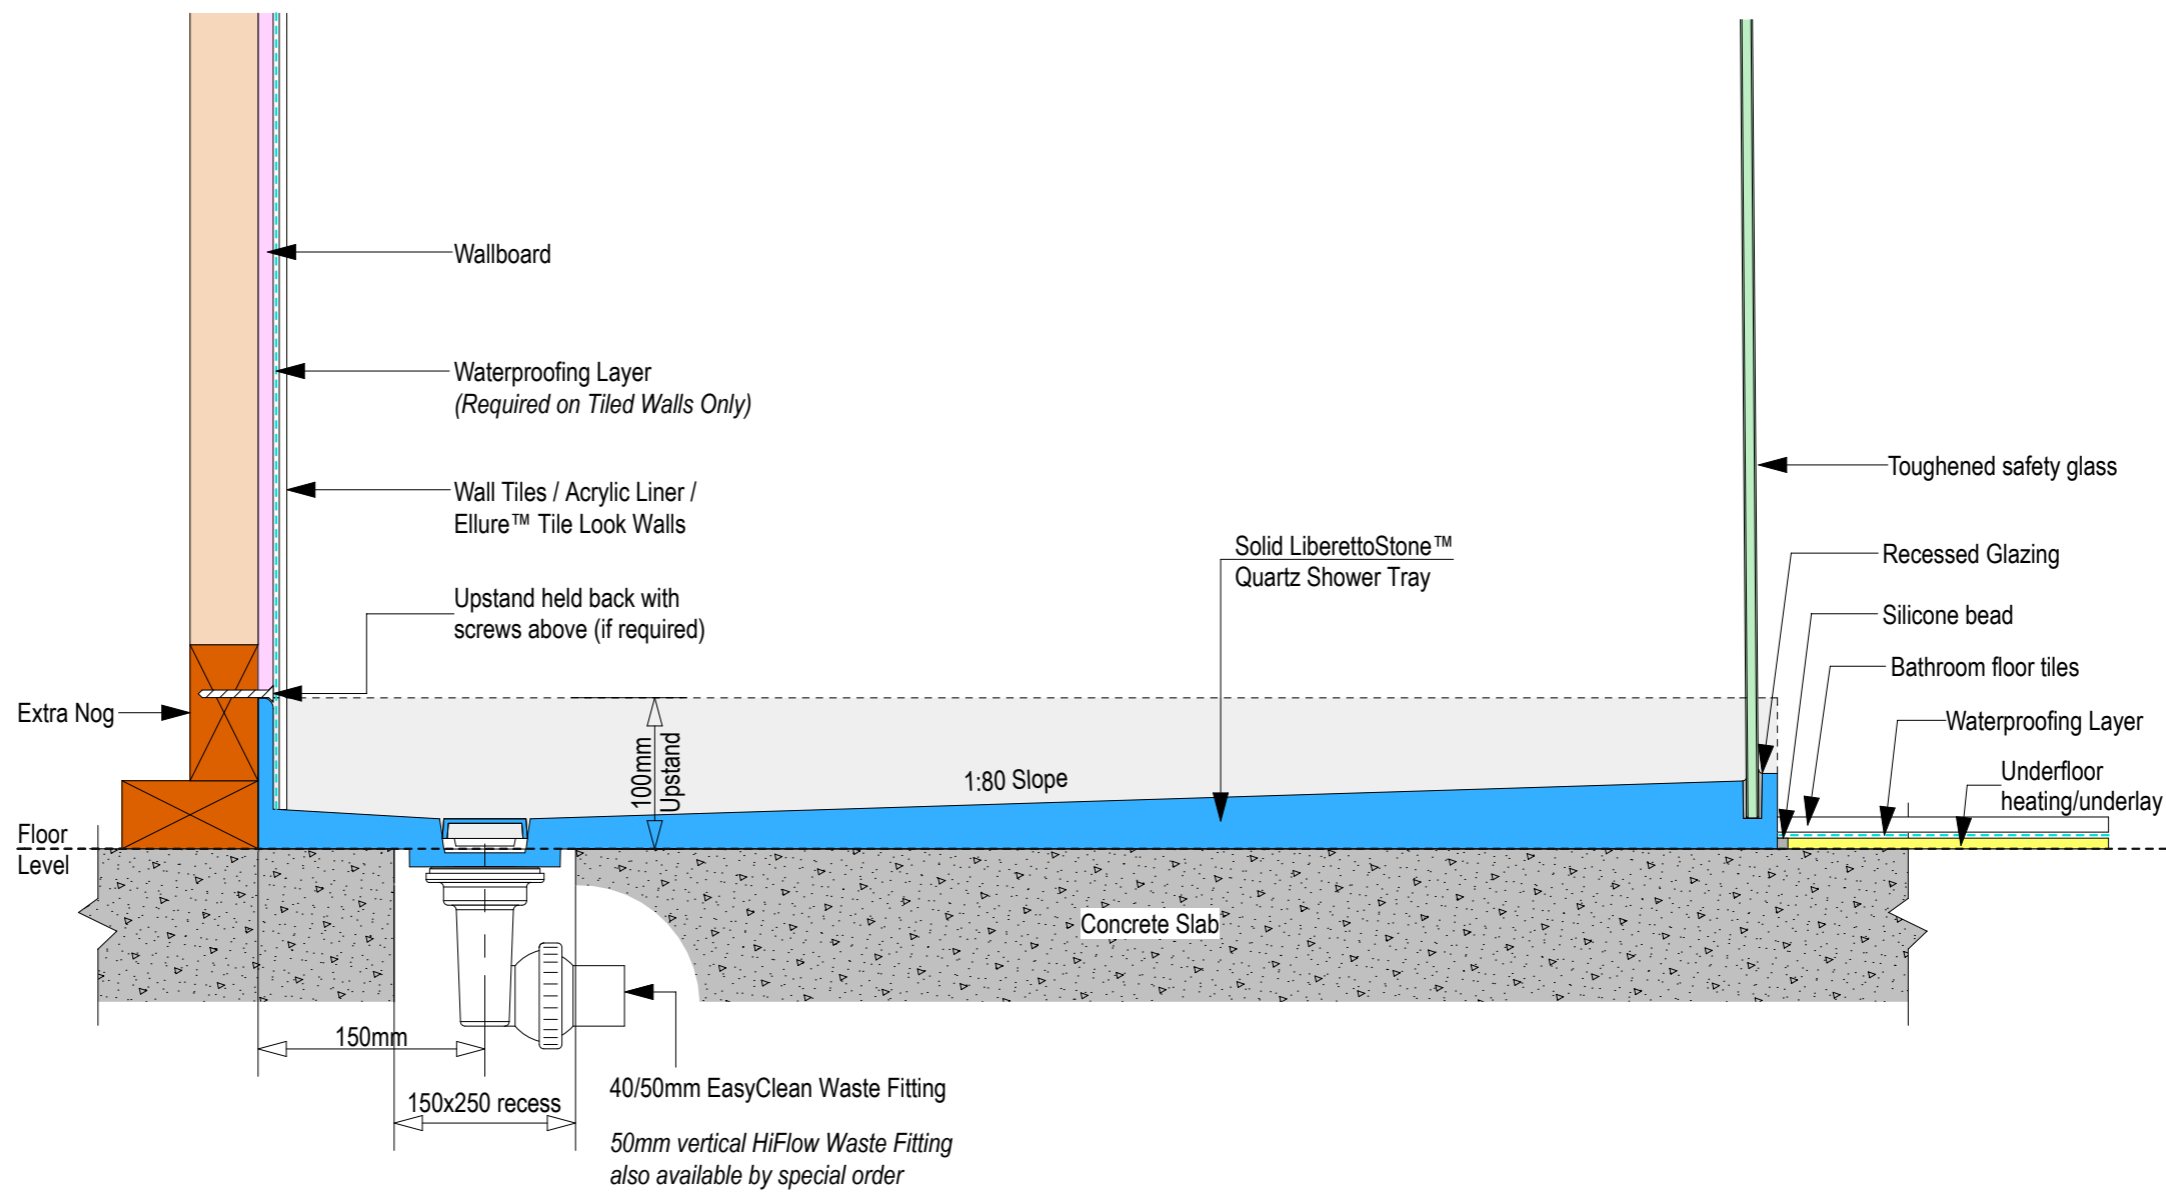 Wallboard
Waterproofing Layer
(Required on Tiled Walls Only)
Wall Tiles / Acrylic Liner /
Ellure™ Tile Look Walls
Upstand held back with
screws above (if required)
Extra Nog
Floor
Level
100mm
Upstand
1:80 Slope
Solid LiberettoStone™
Quartz Shower Tray
Toughened safety glass
Recessed Glazing
Silicone bead
Bathroom floor tiles
Waterproofing Layer
Underfloor
heating/underlay
Concrete Slab
150mm
150x250 recess
40/50mm EasyClean Waste Fitting
50mm vertical HiFlow Waste Fitting
also available by special order